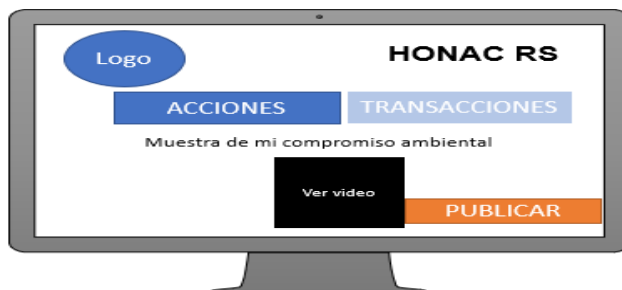 Logo
HONAC RS
ACCIONES
TRANSACCIONES
Muestra de mi compromiso ambiental
Ver video
PUBLICAR